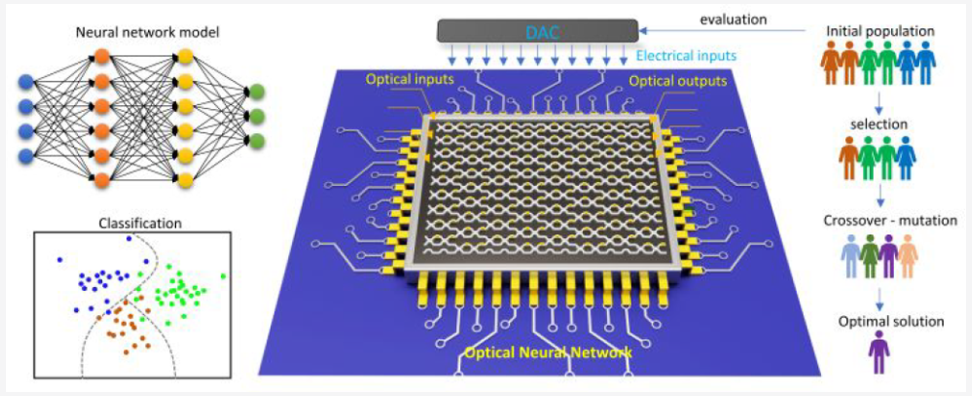 Neural network model
Classification
DAC
Electrical inputs
Optical inputs
Optical outputs
Optical Neural Network
evaluation
Initial population
selection
Crossover - mutation
Optimal solution